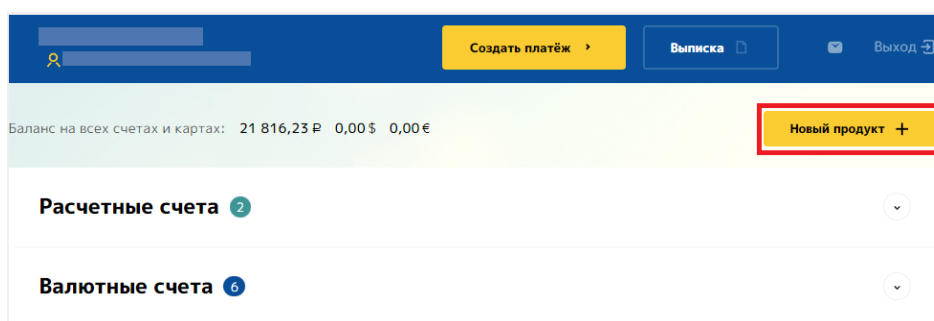 Создать платёж
Выписка
Выход
Баланс на всех счетах и картах: 21 816,23 ₽ 0,00 $ 0,00 €
Новый продукт +
Расчетные счета 2
Валютные счета 6